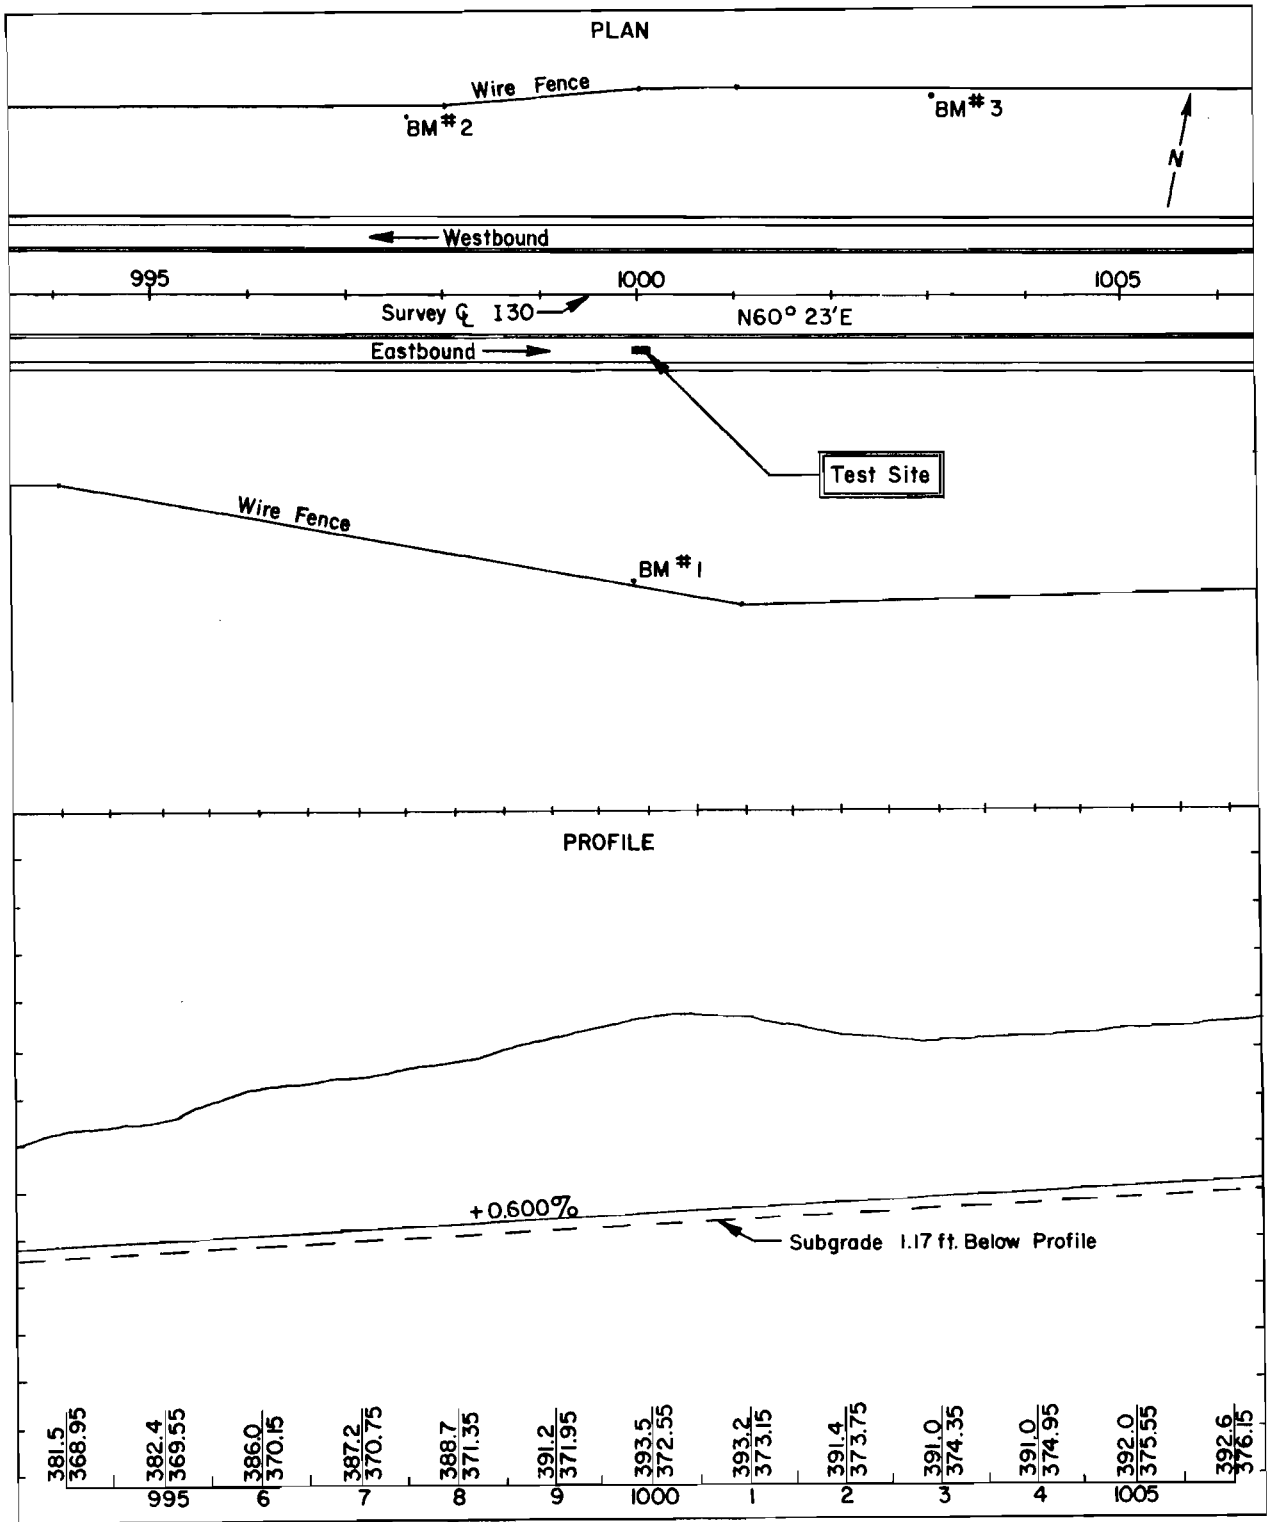 PLAN
Wire Fence
BM#2
BM#3
N
Westbound
995 1000 1005
Survey ℄ I30
N60° 23'E
Eastbound
Test Site
Wire Fence
BM#1
PROFILE
+0.600%
Subgrade 1.17 ft. Below Profile
381.5 382.4 386.0 387.2 388.7 391.2 393.5 393.2 391.4 391.0 391.0 392.0 392.6
368.95 369.55 370.15 370.75 371.35 371.95 372.55 373.15 373.75 374.35 374.95 375.55 376.15
995 6 7 8 9 1000 1 2 3 4 1005